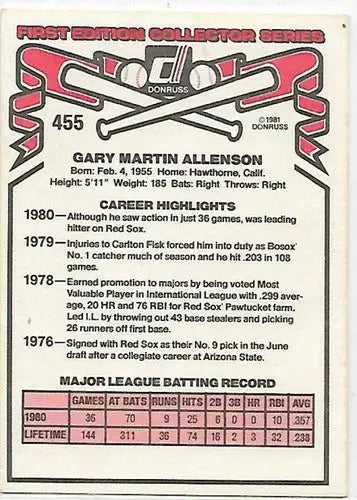 FIRST EDITION COLLECTOR SERIES
DONRUSS
455
©1981
DONRUSS
GARY MARTIN ALLENSON
Born: Feb. 4, 1955 Home: Hawthorne, Calif.
Height: 5'11" Weight: 185 Bats: Right Throws: Right
CAREER HIGHLIGHTS
1980—Although he saw action in just 36 games, was leading
hitter on Red Sox.
1979—Injuries to Carlton Fisk forced him into duty as Bosox'
No. 1 catcher much of season and he hit .203 in 108
games.
1978—Earned promotion to majors by being voted Most
Valuable Player in International League with .299 aver-
age, 20 HR and 76 RBI for Red Sox' Pawtucket farm.
Led I.L. by throwing out 43 base stealers and picking
26 runners off first base.
1976—Signed with Red Sox as their No. 9 pick in the June
draft after a collegiate career at Arizona State.
MAJOR LEAGUE BATTING RECORD
GAMES AT BATS RUNS HITS 2B 3B HR RBI AVG
1980 36 70 9 25 6 0 0 10 .357
LIFETIME 144 311 36 74 16 2 3 32 .238